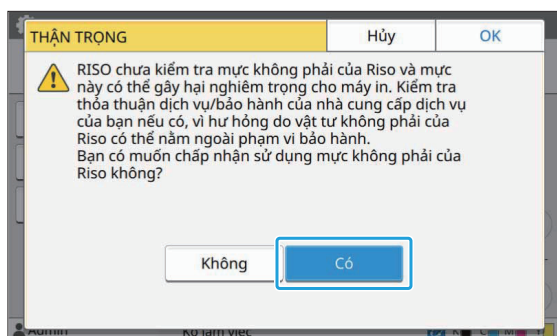 THẬN TRỌNG
Hủy
OK
RISO chưa kiểm tra mực không phải của Riso và mực
này có thể gây hại nghiêm trọng cho máy in. Kiểm tra
thỏa thuận dịch vụ/bảo hành của nhà cung cấp dịch vụ
của bạn nếu có, vì hư hỏng do vật tư không phải của
Riso có thể nằm ngoài phạm vi bảo hành.
Bạn có muốn chấp nhận sử dụng mực không phải của
Riso không?
Không
Có
Admin
K
C
M
Y